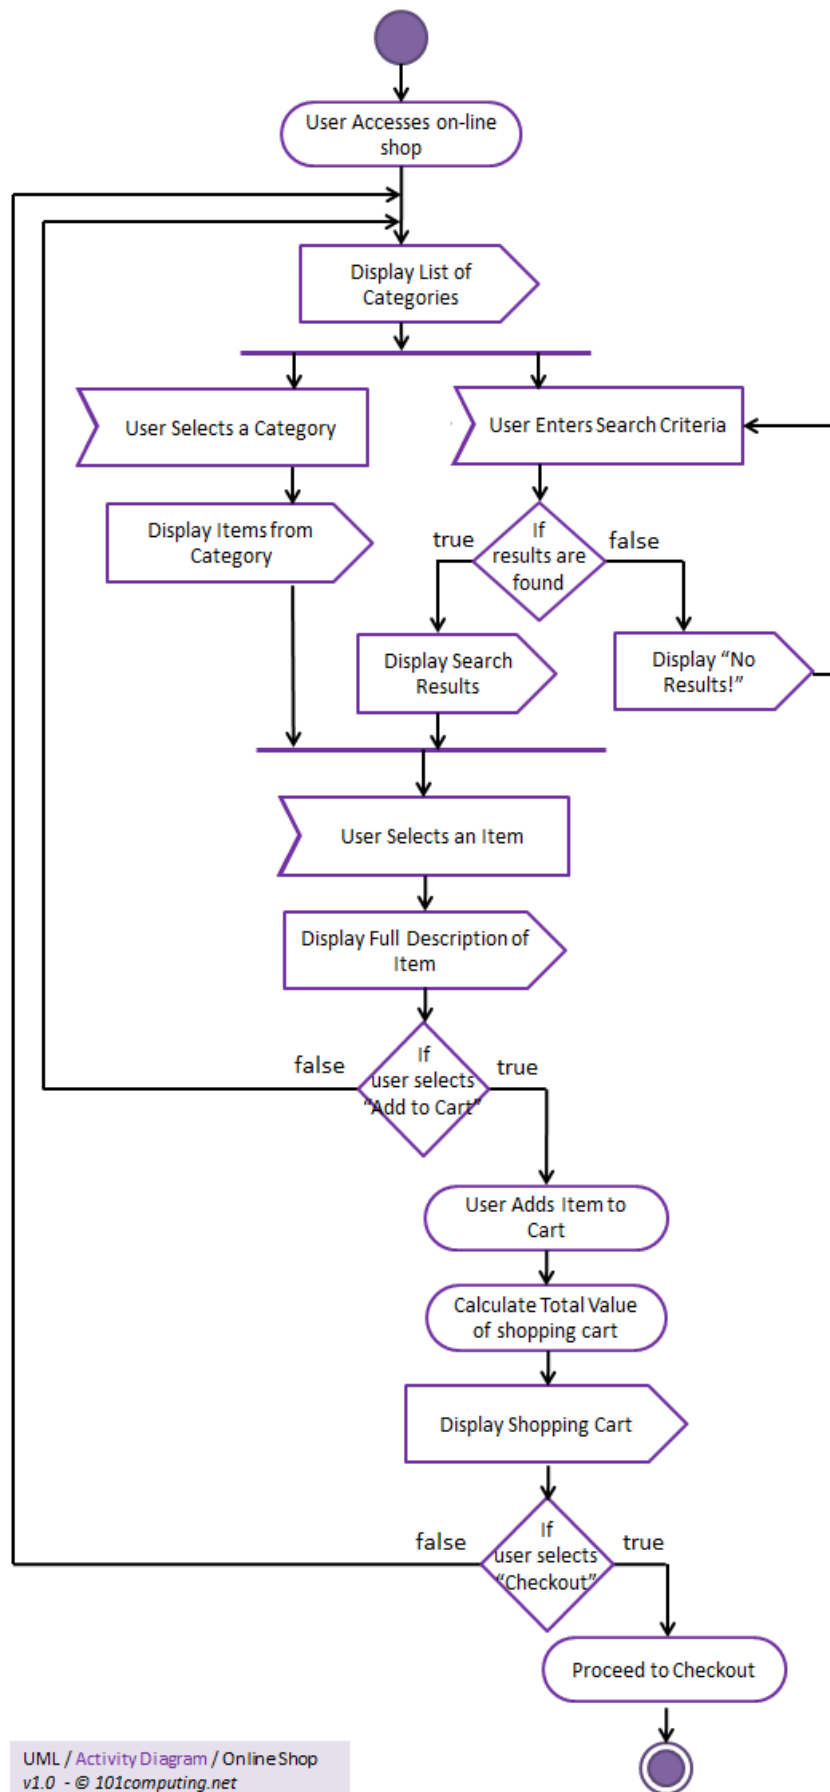 User Accesses on-line
shop
Display List of
Categories
User Selects a Category
User Enters Search Criteria
Display Items from
Category
true
If
results are
found
false
Display Search
Results
Display “No
Results!”
User Selects an Item
Display Full Description of
Item
false
If
user selects
“Add to Cart”
true
User Adds Item to
Cart
Calculate Total Value
of shopping cart
Display Shopping Cart
false
If
user selects
“Checkout”
true
Proceed to Checkout
UML / Activity Diagram / Online Shop
v1.0 - © 101computing.net